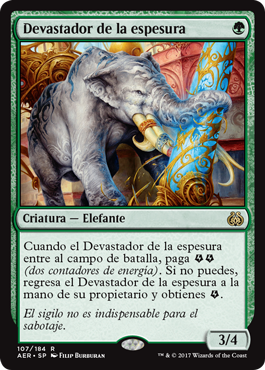 Devastador de la espesura
Criatura — Elefante
Cuando el Devastador de la espesura
entre al campo de batalla, paga
(dos contadores de energía). Si no puedes,
regresa el Devastador de la espesura a la
mano de su propietario y obtienes .
El sigilo no es indispensable para el
sabotaje.
3/4
107/184 R
AER • SP Filip Burburan
™ & © 2017 Wizards of the Coast